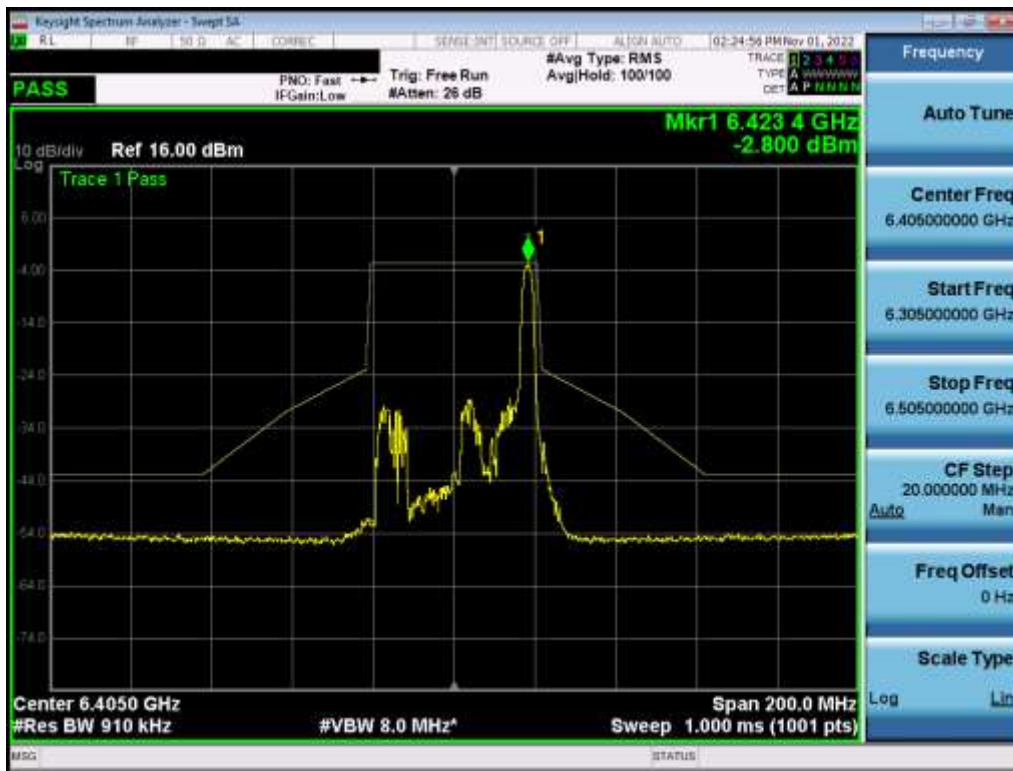 Keysight Spectrum Analyzer - Swept SA
RL RF 50 Ω AC CORREC SENSE:INT SOURCE OFF ALIGN AUTO 02:24:56 PM Nov 01, 2022
PASS
PNO: Fast
IFGain:Low
Trig: Free Run
#Atten: 26 dB
#Avg Type: RMS
Avg|Hold: 100/100
TRACE 1 2 3 4 5 6
TYPE A WWWWW
DET A P N N N N
Mkr1 6.423 4 GHz
-2.800 dBm
10 dB/div Ref 16.00 dBm
Log
Trace 1 Pass
1
6.00
-4.00
-14.0
-24.0
-34.0
-44.0
-54.0
-64.0
-74.0
Center 6.4050 GHz Span 200.0 MHz
#Res BW 910 kHz #VBW 8.0 MHz* Sweep 1.000 ms (1001 pts)
MSG STATUS
Frequency
Auto Tune
Center Freq
6.405000000 GHz
Start Freq
6.305000000 GHz
Stop Freq
6.505000000 GHz
CF Step
20.000000 MHz
Auto Man
Freq Offset
0 Hz
Scale Type
Log Lin